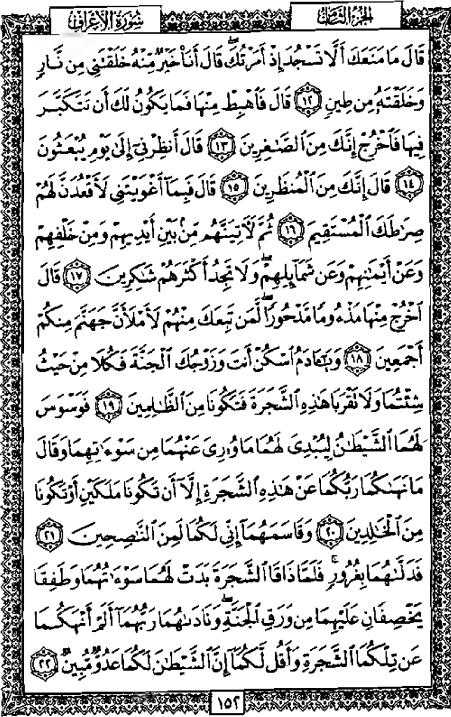 الجزء الثامن
سورة الأعراف
قَالَ مَا مَنَعَكَ أَلَّا تَسْجُدَ إِذْ أَمَرْتُكَ ۖ قَالَ أَنَا۠ خَيْرٌ مِّنْهُ خَلَقْتَنِي مِن نَّارٍ
وَخَلَقْتَهُۥ مِن طِينٍ ١٢ قَالَ فَٱهْبِطْ مِنْهَا فَمَا يَكُونُ لَكَ أَن تَتَكَبَّرَ
فِيهَا فَٱخْرُجْ إِنَّكَ مِنَ ٱلصَّٰغِرِينَ ١٣ قَالَ أَنظِرْنِيٓ إِلَىٰ يَوْمِ يُبْعَثُونَ
١٤ قَالَ إِنَّكَ مِنَ ٱلْمُنظَرِينَ ١٥ قَالَ فَبِمَآ أَغْوَيْتَنِي لَأَقْعُدَنَّ لَهُمْ
صِرَٰطَكَ ٱلْمُسْتَقِيمَ ١٦ ثُمَّ لَءَاتِيَنَّهُم مِّنۢ بَيْنِ أَيْدِيهِمْ وَمِنْ خَلْفِهِمْ
وَعَنْ أَيْمَٰنِهِمْ وَعَن شَمَآئِلِهِمْ ۖ وَلَا تَجِدُ أَكْثَرَهُمْ شَٰكِرِينَ ١٧ قَالَ
ٱخْرُجْ مِنْهَا مَذْءُومًا مَّدْحُورًا ۖ لَّمَن تَبِعَكَ مِنْهُمْ لَأَمْلَأَنَّ جَهَنَّمَ مِنكُمْ
أَجْمَعِينَ ١٨ وَيَٰٓـَٔادَمُ ٱسْكُنْ أَنتَ وَزَوْجُكَ ٱلْجَنَّةَ فَكُلَا مِنْ حَيْثُ
شِئْتُمَا وَلَا تَقْرَبَا هَٰذِهِ ٱلشَّجَرَةَ فَتَكُونَا مِنَ ٱلظَّٰلِمِينَ ١٩ فَوَسْوَسَ
لَهُمَا ٱلشَّيْطَٰنُ لِيُبْدِيَ لَهُمَا مَا وُۥرِيَ عَنْهُمَا مِن سَوْءَٰتِهِمَا وَقَالَ
مَا نَهَىٰكُمَا رَبُّكُمَا عَنْ هَٰذِهِ ٱلشَّجَرَةِ إِلَّآ أَن تَكُونَا مَلَكَيْنِ أَوْ تَكُونَا
مِنَ ٱلْخَٰلِدِينَ ٢٠ وَقَاسَمَهُمَآ إِنِّي لَكُمَا لَمِنَ ٱلنَّٰصِحِينَ ٢١
فَدَلَّىٰهُمَا بِغُرُورٍ ۚ فَلَمَّا ذَاقَا ٱلشَّجَرَةَ بَدَتْ لَهُمَا سَوْءَٰتُهُمَا وَطَفِقَا
يَخْصِفَانِ عَلَيْهِمَا مِن وَرَقِ ٱلْجَنَّةِ ۖ وَنَادَىٰهُمَا رَبُّهُمَآ أَلَمْ أَنْهَكُمَا
عَن تِلْكُمَا ٱلشَّجَرَةِ وَأَقُل لَّكُمَآ إِنَّ ٱلشَّيْطَٰنَ لَكُمَا عَدُوٌّ مُّبِينٌ ٢٢
١٥٢